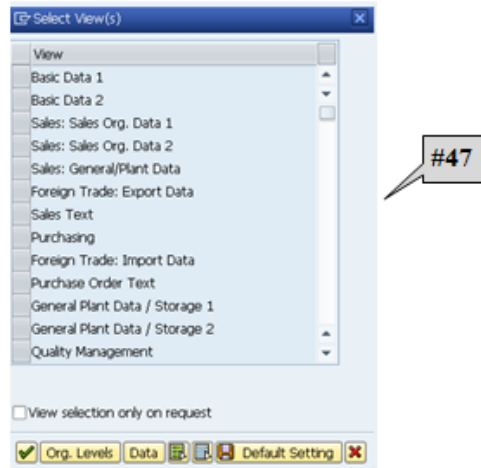 Select View(s)
View
Basic Data 1
Basic Data 2
Sales: Sales Org. Data 1
Sales: Sales Org. Data 2
Sales: General/Plant Data
Foreign Trade: Export Data
Sales Text
Purchasing
Foreign Trade: Import Data
Purchase Order Text
General Plant Data / Storage 1
General Plant Data / Storage 2
Quality Management
#47
View selection only on request
Org. Levels Data Default Setting